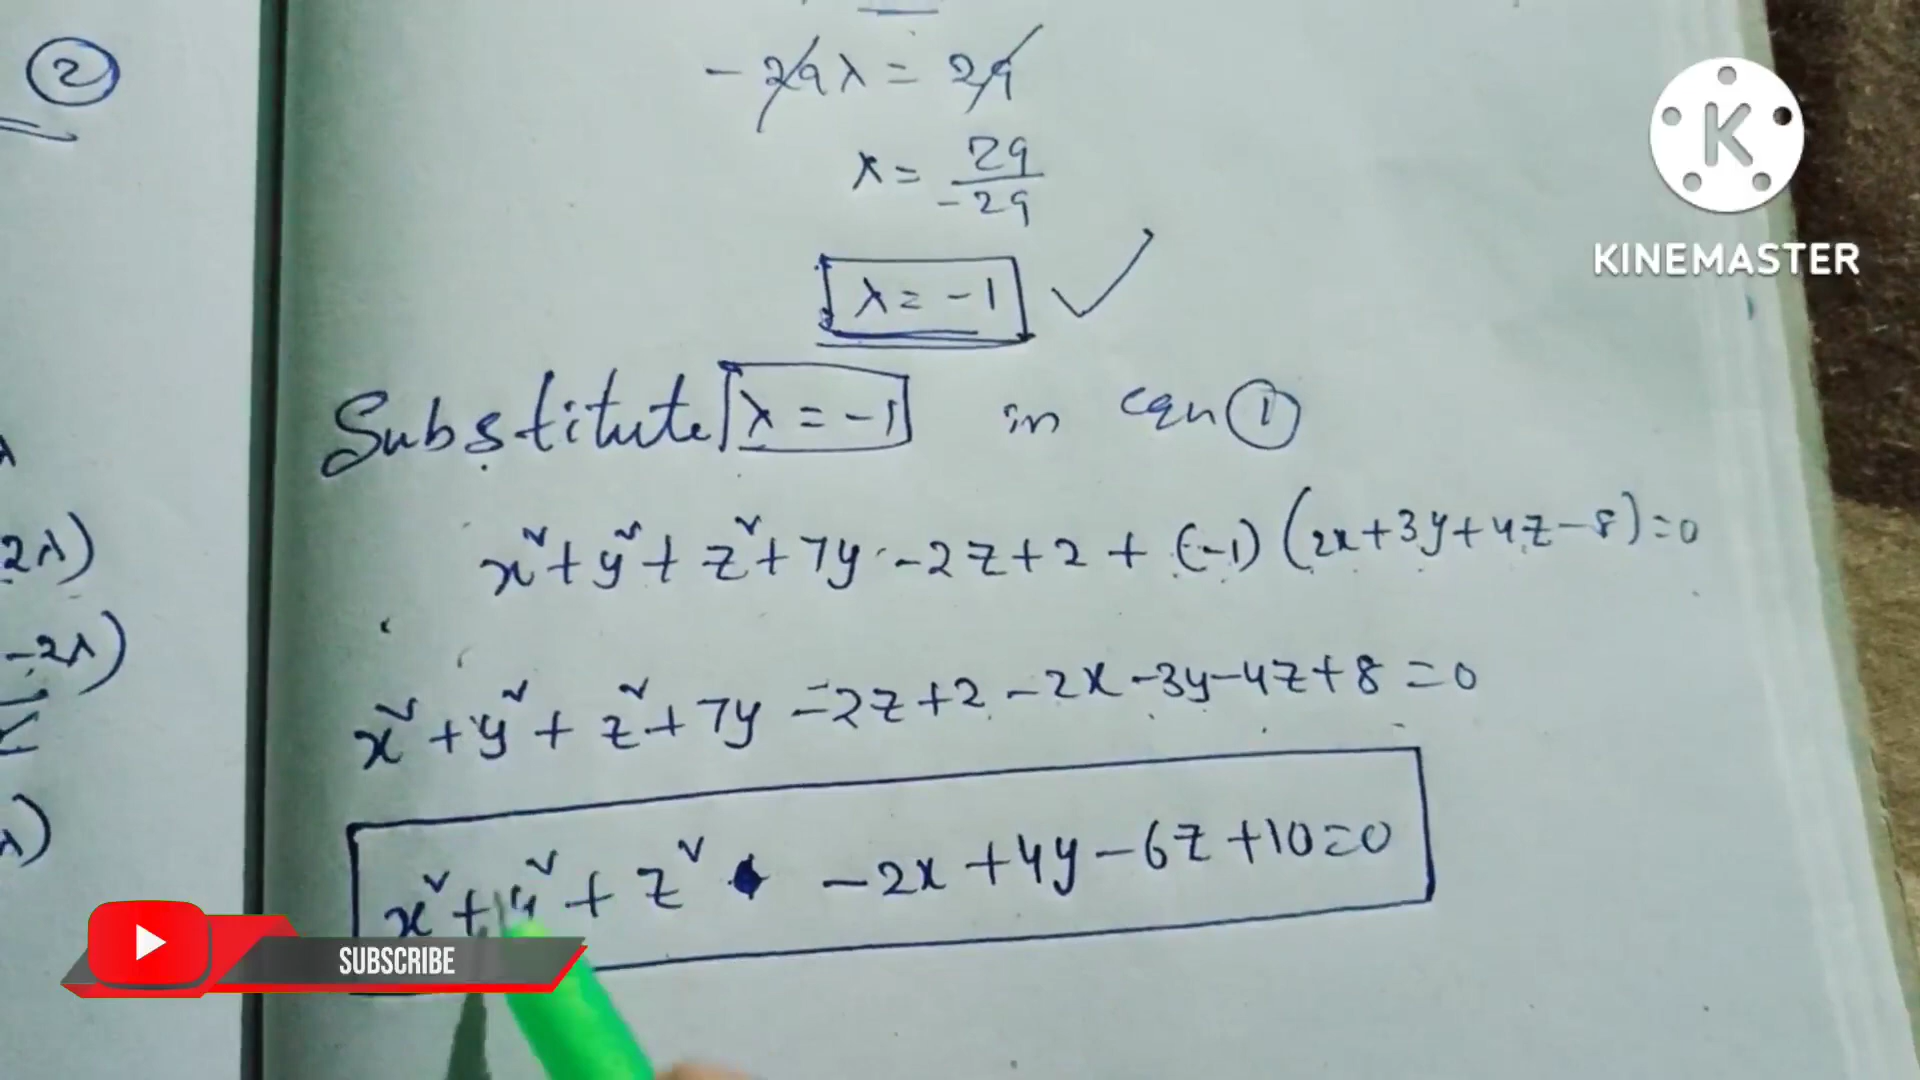 ②
- 29λ = 29
λ = 29/-29
λ = -1 ✓
Substitute λ = -1 in eqn ①
x² + y² + z² + 7y - 2z + 2 + (-1) (2x + 3y + 4z - 8) = 0
x² + y² + z² + 7y - 2z + 2 - 2x - 3y - 4z + 8 = 0
x² + y² + z² - 2x + 4y - 6z + 10 = 0
2λ)
-2λ)
K
KINEMASTER
SUBSCRIBE